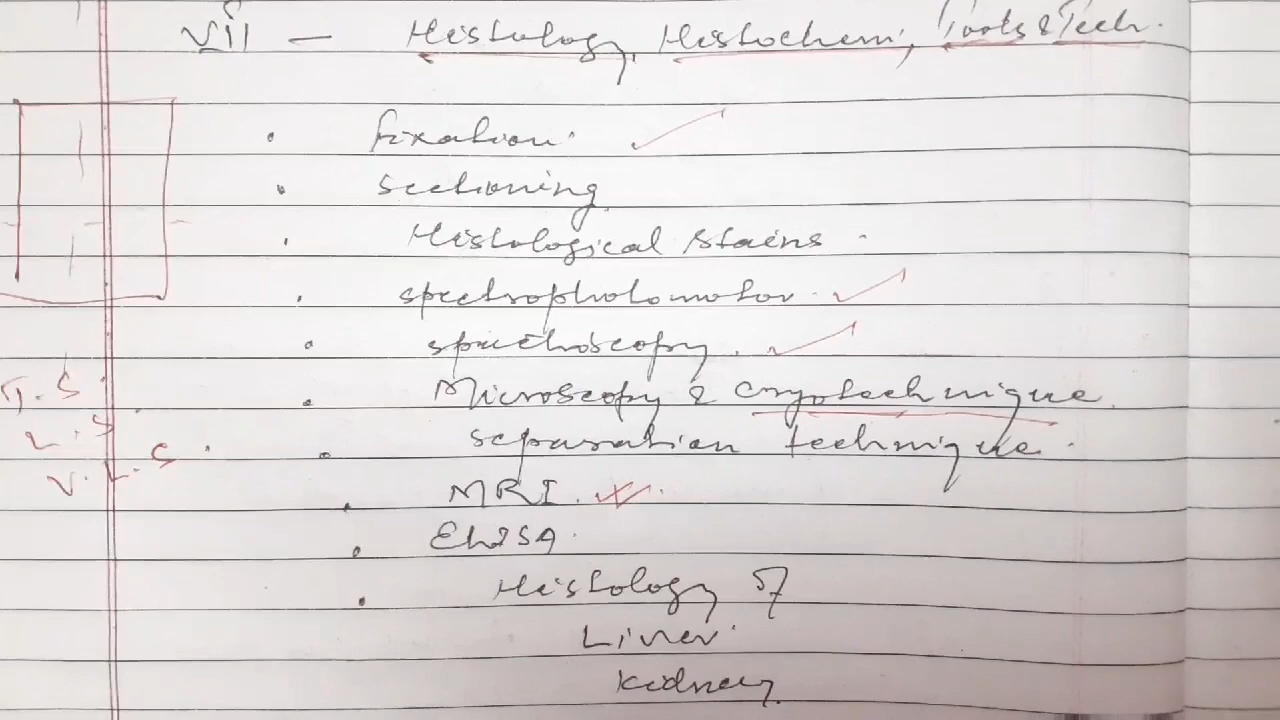 VII — Histology, Histochem, Tools & Tech.
• fixation.
• sectioning
• Histological stains.
• spectrophotomotor.
• spectroscopy.
• Microscopy & cryotechnique.
T.S.
• separation technique.
L.S
V.L.S.
• MRI.
• ELISA.
• Histology of
Liver
Kidney